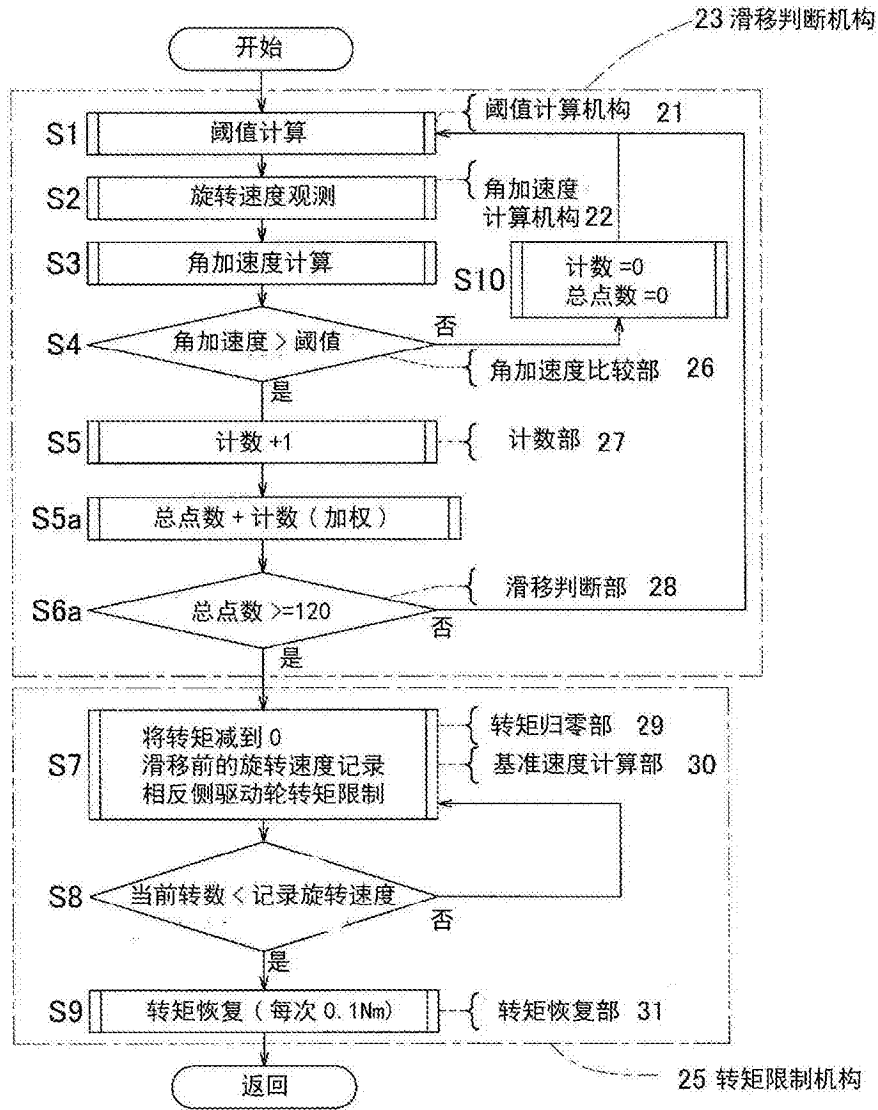 23 滑移判断机构
开始
S1
阈值计算
阈值计算机构 21
S2
旋转速度观测
角加速度
计算机构 22
S3
角加速度计算
S10
计数 =0
总点数 =0
S4
角加速度 > 阈值
否
角加速度比较部 26
是
S5
计数 +1
计数部 27
S5a
总点数 + 计数 ( 加权 )
S6a
总点数 >=120
滑移判断部 28
否
是
S7
将转矩减到 0
滑移前的旋转速度记录
相反侧驱动轮转矩限制
转矩归零部 29
基准速度计算部 30
S8
当前转数 < 记录旋转速度
否
是
S9
转矩恢复 ( 每次 0.1Nm)
转矩恢复部 31
返回
25 转矩限制机构